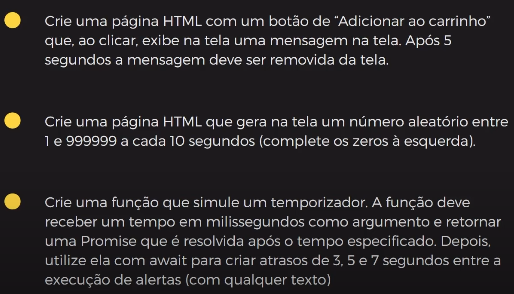 Crie uma página HTML com um botão de “Adicionar ao carrinho”
que, ao clicar, exibe na tela uma mensagem na tela. Após 5
segundos a mensagem deve ser removida da tela.
Crie uma página HTML que gera na tela um número aleatório entre
1 e 999999 a cada 10 segundos (complete os zeros à esquerda).
Crie uma função que simule um temporizador. A função deve
receber um tempo em milissegundos como argumento e retornar
uma Promise que é resolvida após o tempo especificado. Depois,
utilize ela com await para criar atrasos de 3, 5 e 7 segundos entre a
execução de alertas (com qualquer texto)